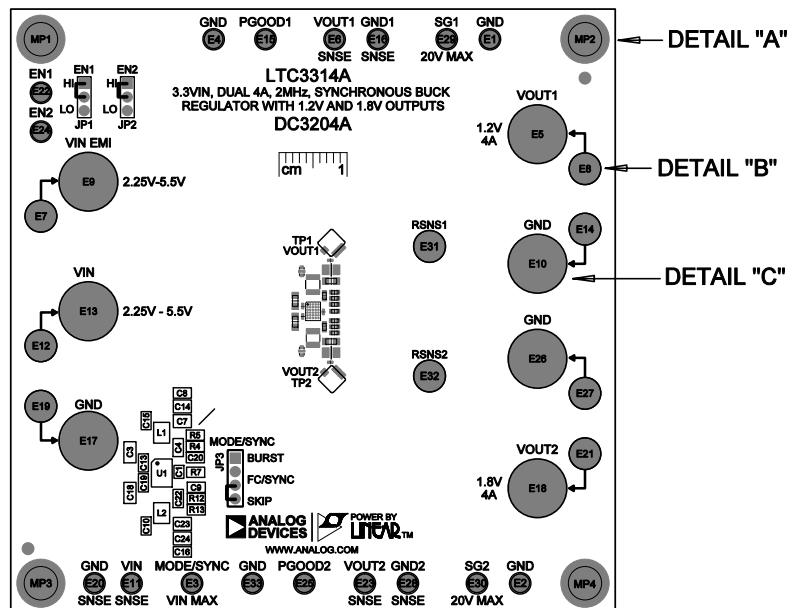 GND PGOOD1 VOUT1 GND1 SG1 GND
MP1 E4 E15 E6 E16 E29 E1 MP2 DETAIL "A"
SNSE SNSE 20V MAX
EN1 EN1 EN2 LTC3314A
E22 HI HI 3.3VIN, DUAL 4A, 2MHz, SYNCHRONOUS BUCK
EN2 LO LO REGULATOR WITH 1.2V AND 1.8V OUTPUTS
E24 JP1 JP2 DC3204A
VOUT1
1.2V
4A
E5
E8 DETAIL "B"
VIN EMI
E9 2.25V-5.5V
E7
cm 1
TP1
VOUT1
RSNS1
E31
GND E14
E10 DETAIL "C"
VIN
E13 2.25V - 5.5V
E12
VOUT2
TP2
RSNS2
E32
GND
E26
E27
E19 GND
E17
C8
C14
C15 C7
L1 R5
C4 R4
C3 C20
C13 U1 C1 R7
C19
C18 C9
C22 R12
L2 R13
C10 C23
C24
C16
MODE/SYNC
JP3 BURST
FC/SYNC
SKIP
VOUT2 E21
1.8V
4A
E18
ANALOG
DEVICES
POWER BY
LINEAR™
WWW.ANALOG.COM
GND VIN MODE/SYNC GND PGOOD2 VOUT2 GND2 SG2 GND
MP3 E20 E11 E3 E33 E25 E23 E28 E30 E2 MP4
SNSE SNSE VIN MAX SNSE SNSE 20V MAX